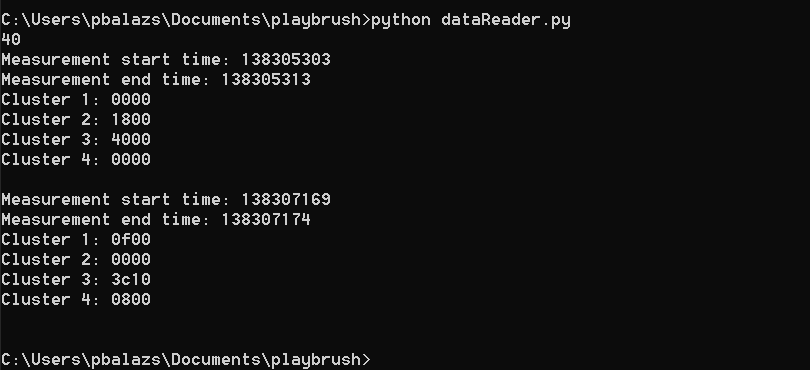 C:\Users\pbalazs\Documents\playbrush>python dataReader.py
40
Measurement start time: 138305303
Measurement end time: 138305313
Cluster 1: 0000
Cluster 2: 1800
Cluster 3: 4000
Cluster 4: 0000
Measurement start time: 138307169
Measurement end time: 138307174
Cluster 1: 0f00
Cluster 2: 0000
Cluster 3: 3c10
Cluster 4: 0800
C:\Users\pbalazs\Documents\playbrush>